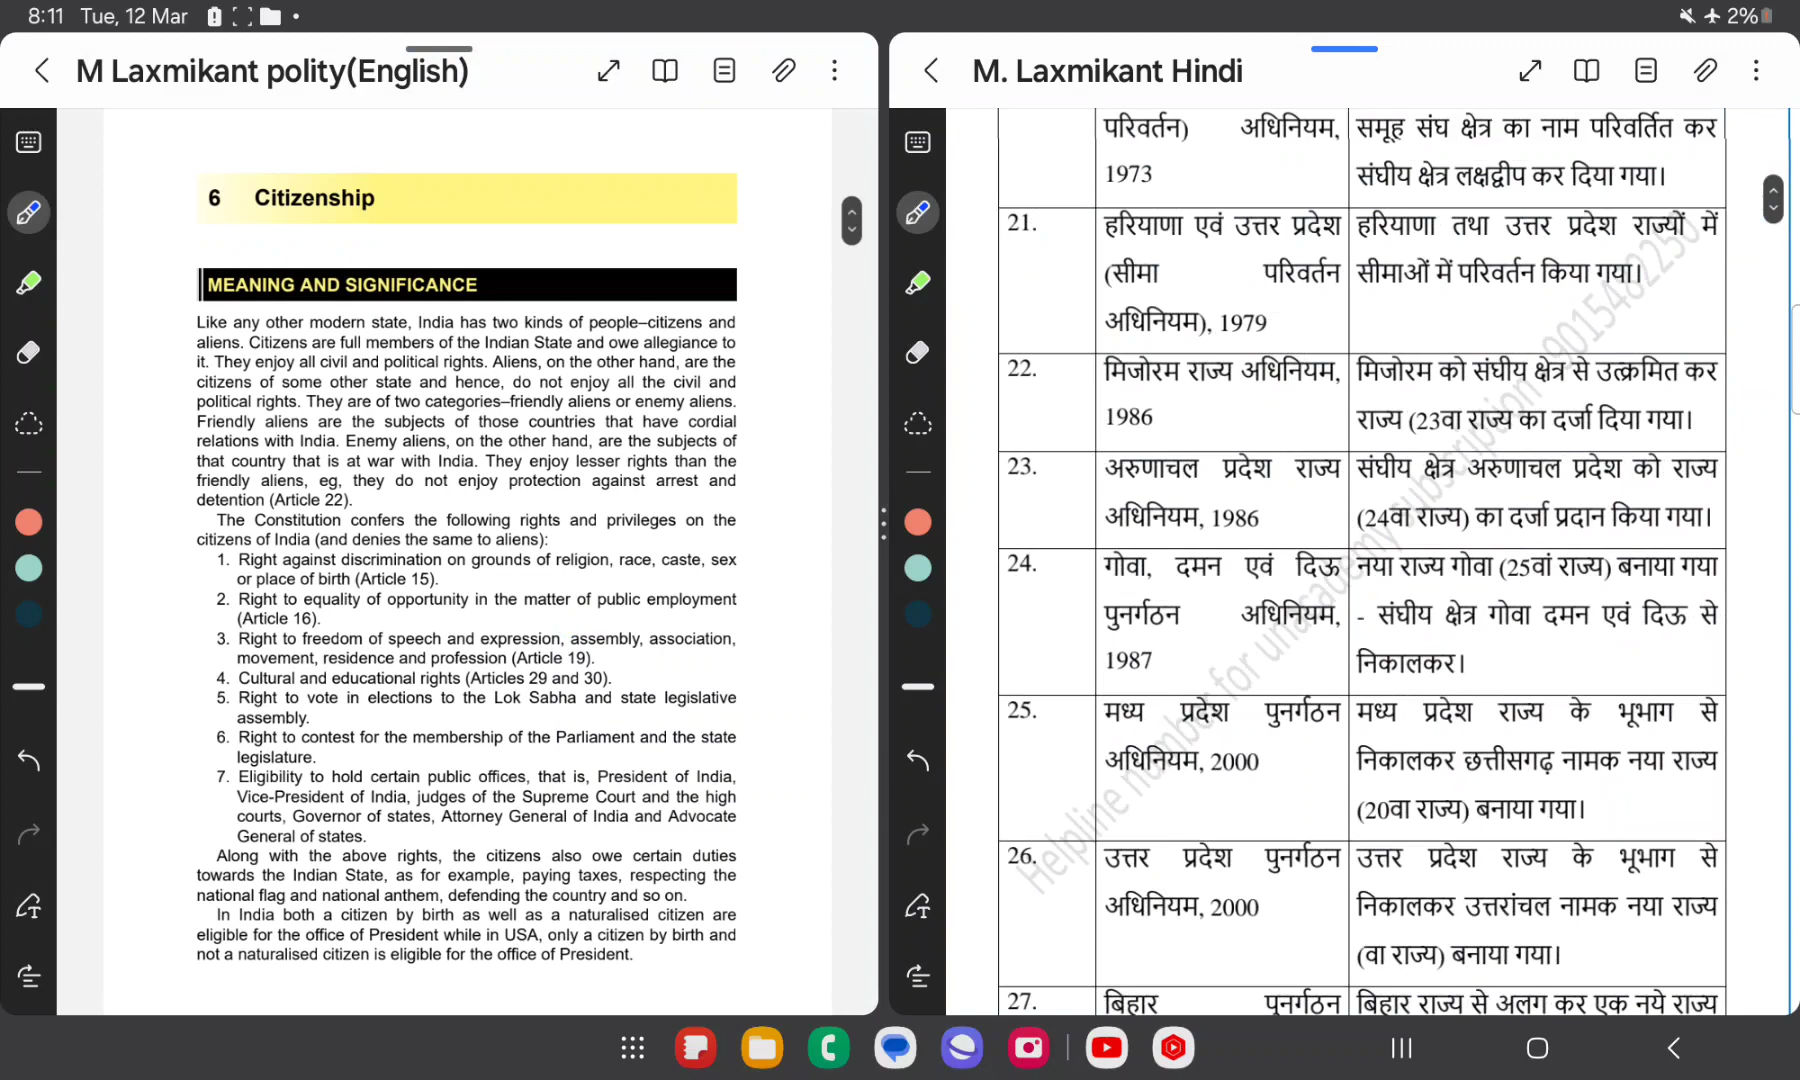 8:11 Tue, 12 Mar
2%
M Laxmikant polity(English)
6 Citizenship
MEANING AND SIGNIFICANCE
Like any other modern state, India has two kinds of people–citizens and
aliens. Citizens are full members of the Indian State and owe allegiance to
it. They enjoy all civil and political rights. Aliens, on the other hand, are the
citizens of some other state and hence, do not enjoy all the civil and
political rights. They are of two categories–friendly aliens or enemy aliens.
Friendly aliens are the subjects of those countries that have cordial
relations with India. Enemy aliens, on the other hand, are the subjects of
that country that is at war with India. They enjoy lesser rights than the
friendly aliens, eg, they do not enjoy protection against arrest and
detention (Article 22).
The Constitution confers the following rights and privileges on the
citizens of India (and denies the same to aliens):
1. Right against discrimination on grounds of religion, race, caste, sex
or place of birth (Article 15).
2. Right to equality of opportunity in the matter of public employment
(Article 16).
3. Right to freedom of speech and expression, assembly, association,
movement, residence and profession (Article 19).
4. Cultural and educational rights (Articles 29 and 30).
5. Right to vote in elections to the Lok Sabha and state legislative
assembly.
6. Right to contest for the membership of the Parliament and the state
legislature.
7. Eligibility to hold certain public offices, that is, President of India,
Vice-President of India, judges of the Supreme Court and the high
courts, Governor of states, Attorney General of India and Advocate
General of states.
Along with the above rights, the citizens also owe certain duties
towards the Indian State, as for example, paying taxes, respecting the
national flag and national anthem, defending the country and so on.
In India both a citizen by birth as well as a naturalised citizen are
eligible for the office of President while in USA, only a citizen by birth and
not a naturalised citizen is eligible for the office of President.
M. Laxmikant Hindi
परिवर्तन) अधिनियम, समूह संघ क्षेत्र का नाम परिवर्तित कर
1973 संघीय क्षेत्र लक्षद्वीप कर दिया गया।
21. हरियाणा एवं उत्तर प्रदेश हरियाणा तथा उत्तर प्रदेश राज्यों में
(सीमा परिवर्तन सीमाओं में परिवर्तन किया गया।
अधिनियम), 1979
22. मिजोरम राज्य अधिनियम, मिजोरम को संघीय क्षेत्र से उत्क्रमित कर
1986 राज्य (23वा राज्य का दर्जा दिया गया।
23. अरुणाचल प्रदेश राज्य संघीय क्षेत्र अरुणाचल प्रदेश को राज्य
अधिनियम, 1986 (24वा राज्य) का दर्जा प्रदान किया गया।
24. गोवा, दमन एवं दिऊ नया राज्य गोवा (25वां राज्य) बनाया गया
पुनर्गठन अधिनियम, - संघीय क्षेत्र गोवा दमन एवं दिऊ से
1987 निकालकर।
25. मध्य प्रदेश पुनर्गठन मध्य प्रदेश राज्य के भूभाग से
अधिनियम, 2000 निकालकर छत्तीसगढ़ नामक नया राज्य
(20वा राज्य) बनाया गया।
26. उत्तर प्रदेश पुनर्गठन उत्तर प्रदेश राज्य के भूभाग से
अधिनियम, 2000 निकालकर उत्तरांचल नामक नया राज्य
(वा राज्य) बनाया गया।
27. बिहार पुनर्गठन बिहार राज्य से अलग कर एक नये राज्य
Helpline number for unacademy subscription 9015482250